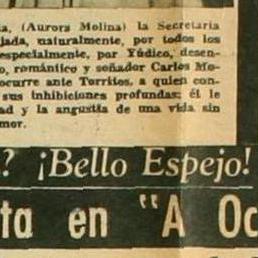 a, (Aurora Molina) la Secretaria
jada, naturalmente, por todos los
especialmente, por Yúdico, desen-
o, romántico y soñador Carlos Mo-
ocurre ante Torritos, a quien con-
sus inhibiciones profundas; él le
ad y la angustia de una vida sin
mor.
? ¡Bello Espejo!
ta en "A Oc